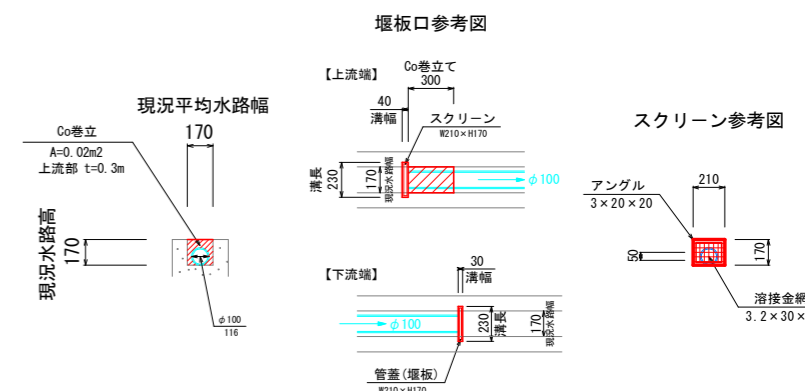 堰板口参考図
現況平均水路幅
170
Co巻立
A=0.02m2
上流部 t=0.3m
現況水路高
170
φ100
116
【上流端】
Co巻立て
300
40
溝幅
スクリーン
W210×H170
溝長
230
170
現況水路幅
φ100
【下流端】
30
溝幅
φ100
230
溝長
170
現況水路幅
管蓋(堰板)
W210×H170
スクリーン参考図
アングル
3×20×20
210
50
170
溶接金網
3.2×30×